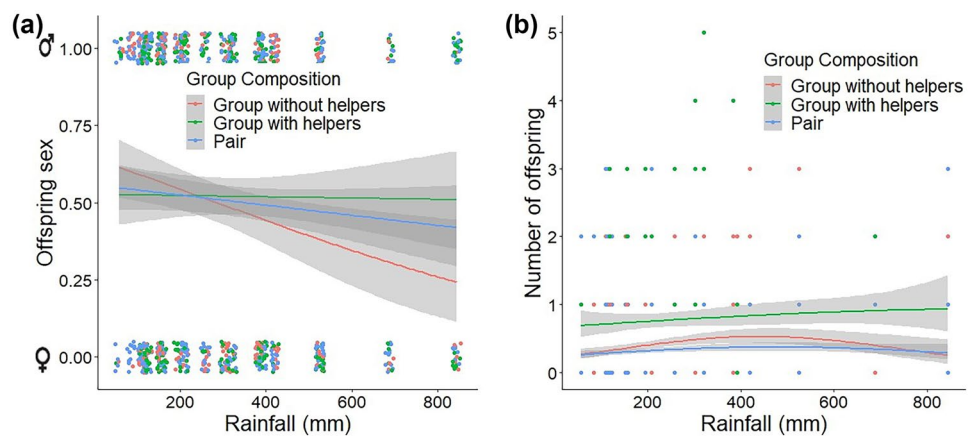 (a)
♂
1.00
0.75
0.50
0.25
0.00
♀
Offspring sex
Group Composition
Group without helpers
Group with helpers
Pair
200
400
600
800
Rainfall (mm)
(b)
5
4
3
2
1
0
Number of offspring
Group Composition
Group without helpers
Group with helpers
Pair
200
400
600
800
Rainfall (mm)